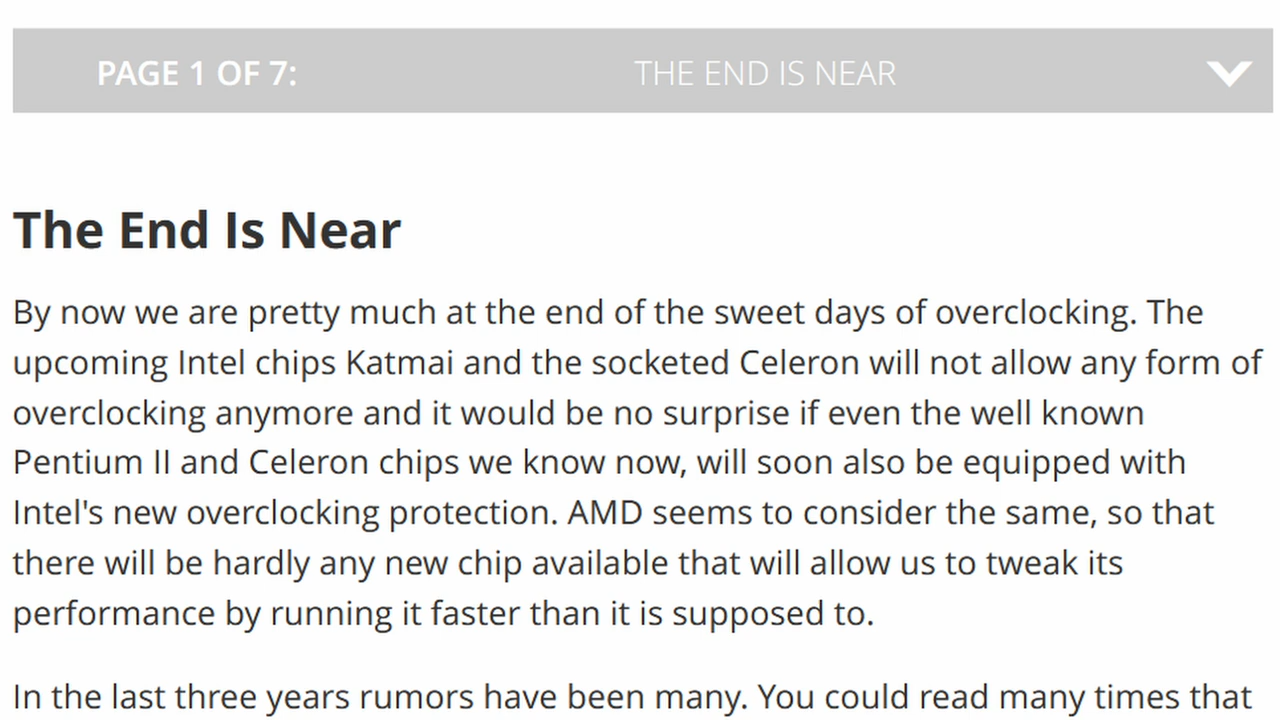 PAGE 1 OF 7: THE END IS NEAR
The End Is Near
By now we are pretty much at the end of the sweet days of overclocking. The
upcoming Intel chips Katmai and the socketed Celeron will not allow any form of
overclocking anymore and it would be no surprise if even the well known
Pentium II and Celeron chips we know now, will soon also be equipped with
Intel's new overclocking protection. AMD seems to consider the same, so that
there will be hardly any new chip available that will allow us to tweak its
performance by running it faster than it is supposed to.
In the last three years rumors have been many. You could read many times that